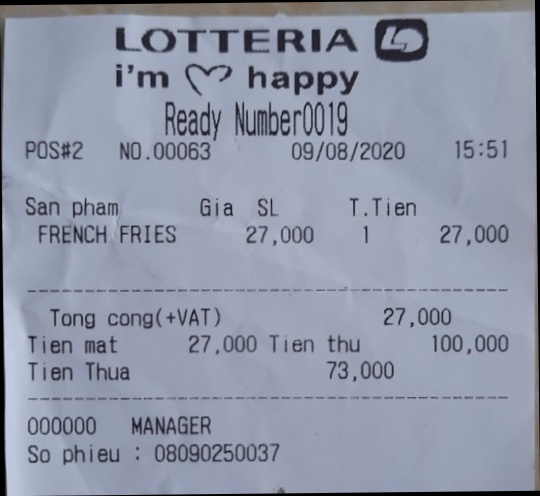 LOTTERIA
i'm happy
Ready Number0019
POS#2 NO.00063 09/08/2020 15:51
San pham Gia SL T.Tien
FRENCH FRIES 27,000 1 27,000
Tong cong(+VAT) 27,000
Tien mat 27,000 Tien thu 100,000
Tien Thua 73,000
000000 MANAGER
So phieu : 08090250037